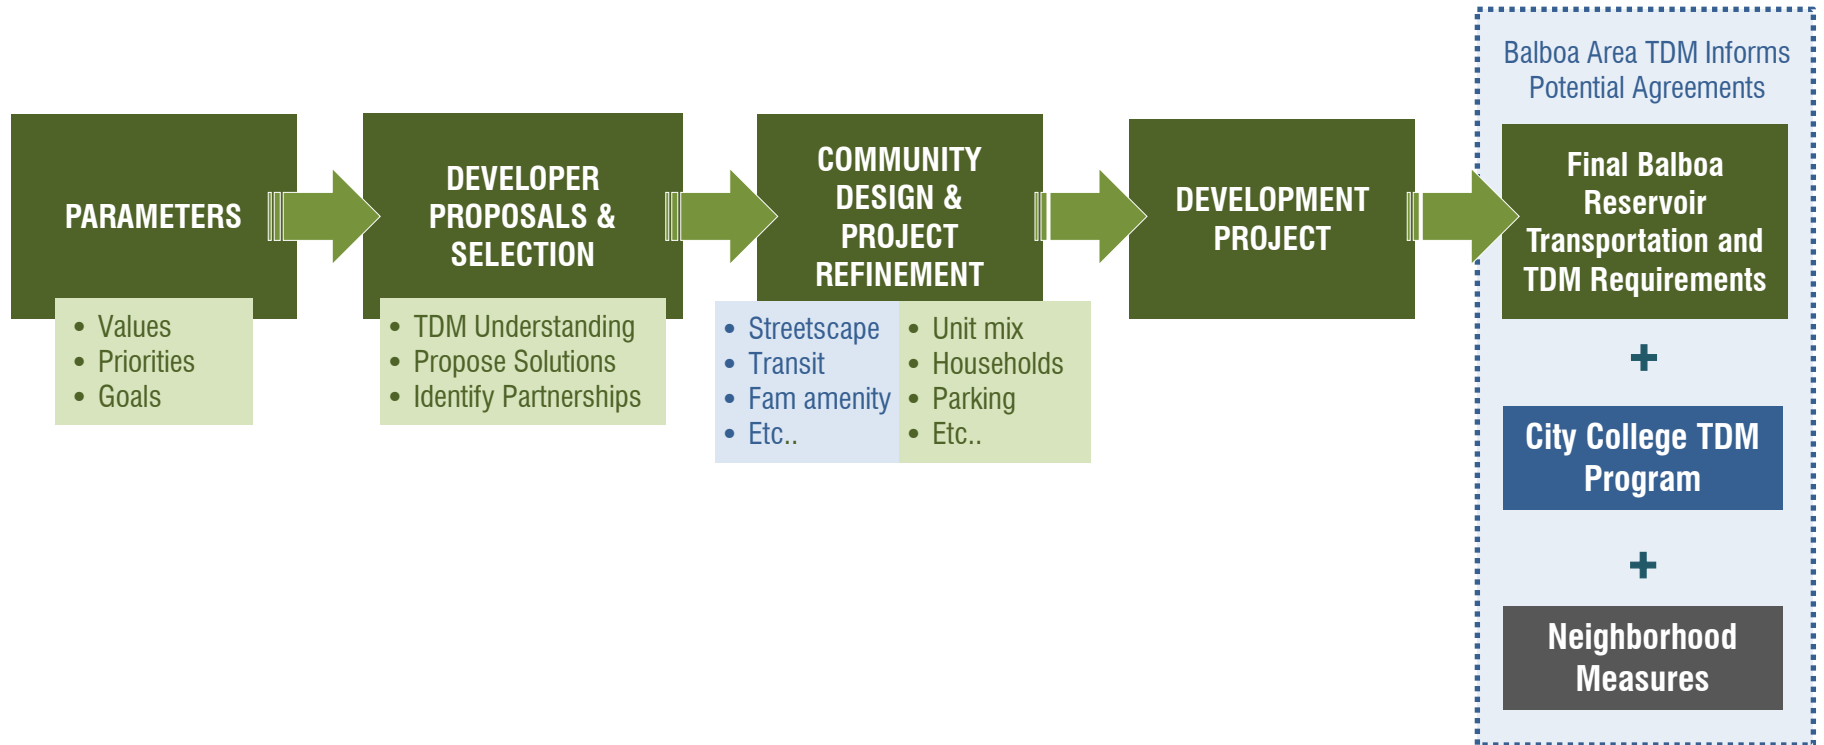 PARAMETERS
• Values
• Priorities
• Goals
DEVELOPER
PROPOSALS &
SELECTION
• TDM Understanding
• Propose Solutions
• Identify Partnerships
COMMUNITY
DESIGN &
PROJECT
REFINEMENT
• Streetscape
• Transit
• Fam amenity
• Etc..
• Unit mix
• Households
• Parking
• Etc..
DEVELOPMENT
PROJECT
Balboa Area TDM Informs
Potential Agreements
Final Balboa
Reservoir
Transportation and
TDM Requirements
+
City College TDM
Program
+
Neighborhood
Measures